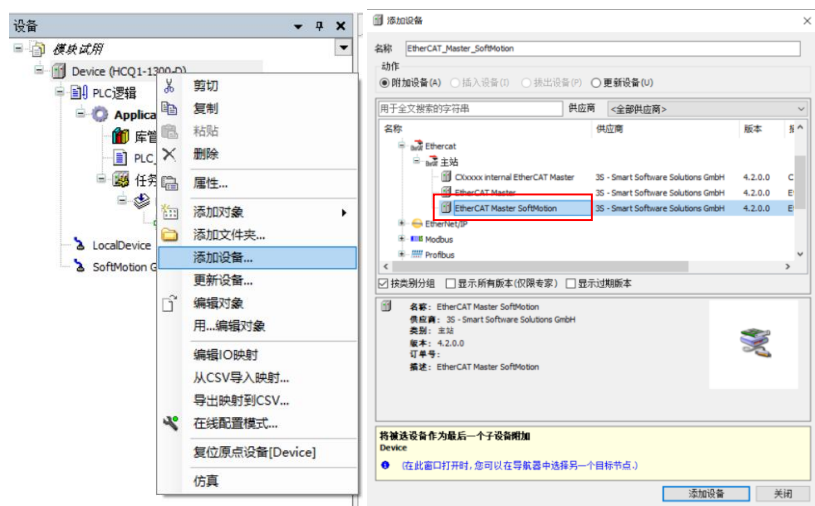 设备
模块试用
Device (HCQ1-1300-D)
PLC逻辑
Applica
库管
PLC_
任务
LocalDevice
SoftMotion G
剪切
复制
粘贴
删除
属性...
添加对象
添加文件夹...
添加设备...
更新设备...
编辑对象
用...编辑对象
编辑IO映射
从CSV导入映射...
导出映射到CSV...
在线配置模式...
复位原点设备[Device]
仿真
添加设备
名称 EtherCAT_Master_SoftMotion
动作
附加设备(A) 插入设备(I) 拔出设备(P) 更新设备(U)
用于全文搜索的字符串 供应商 <全部供应商>
名称 供应商 版本
Ethercat
主站
CIxxxxx internal EtherCAT Master 3S - Smart Software Solutions GmbH 4.2.0.0 C
EtherCAT Master 3S - Smart Software Solutions GmbH 4.2.0.0 E
EtherCAT Master SoftMotion 3S - Smart Software Solutions GmbH 4.2.0.0 E
EtherNet/IP
Modbus
Profibus
按类别分组 显示所有版本(仅限专家) 显示过期版本
名称: EtherCAT Master SoftMotion
供应商: 3S - Smart Software Solutions GmbH
类别: 主站
版本: 4.2.0.0
订单号:
描述: EtherCAT Master SoftMotion
将被选设备作为最后一个子设备附加
Device
(在此窗口打开时,您可以在导航器中选择另一个目标节点.)
添加设备 关闭